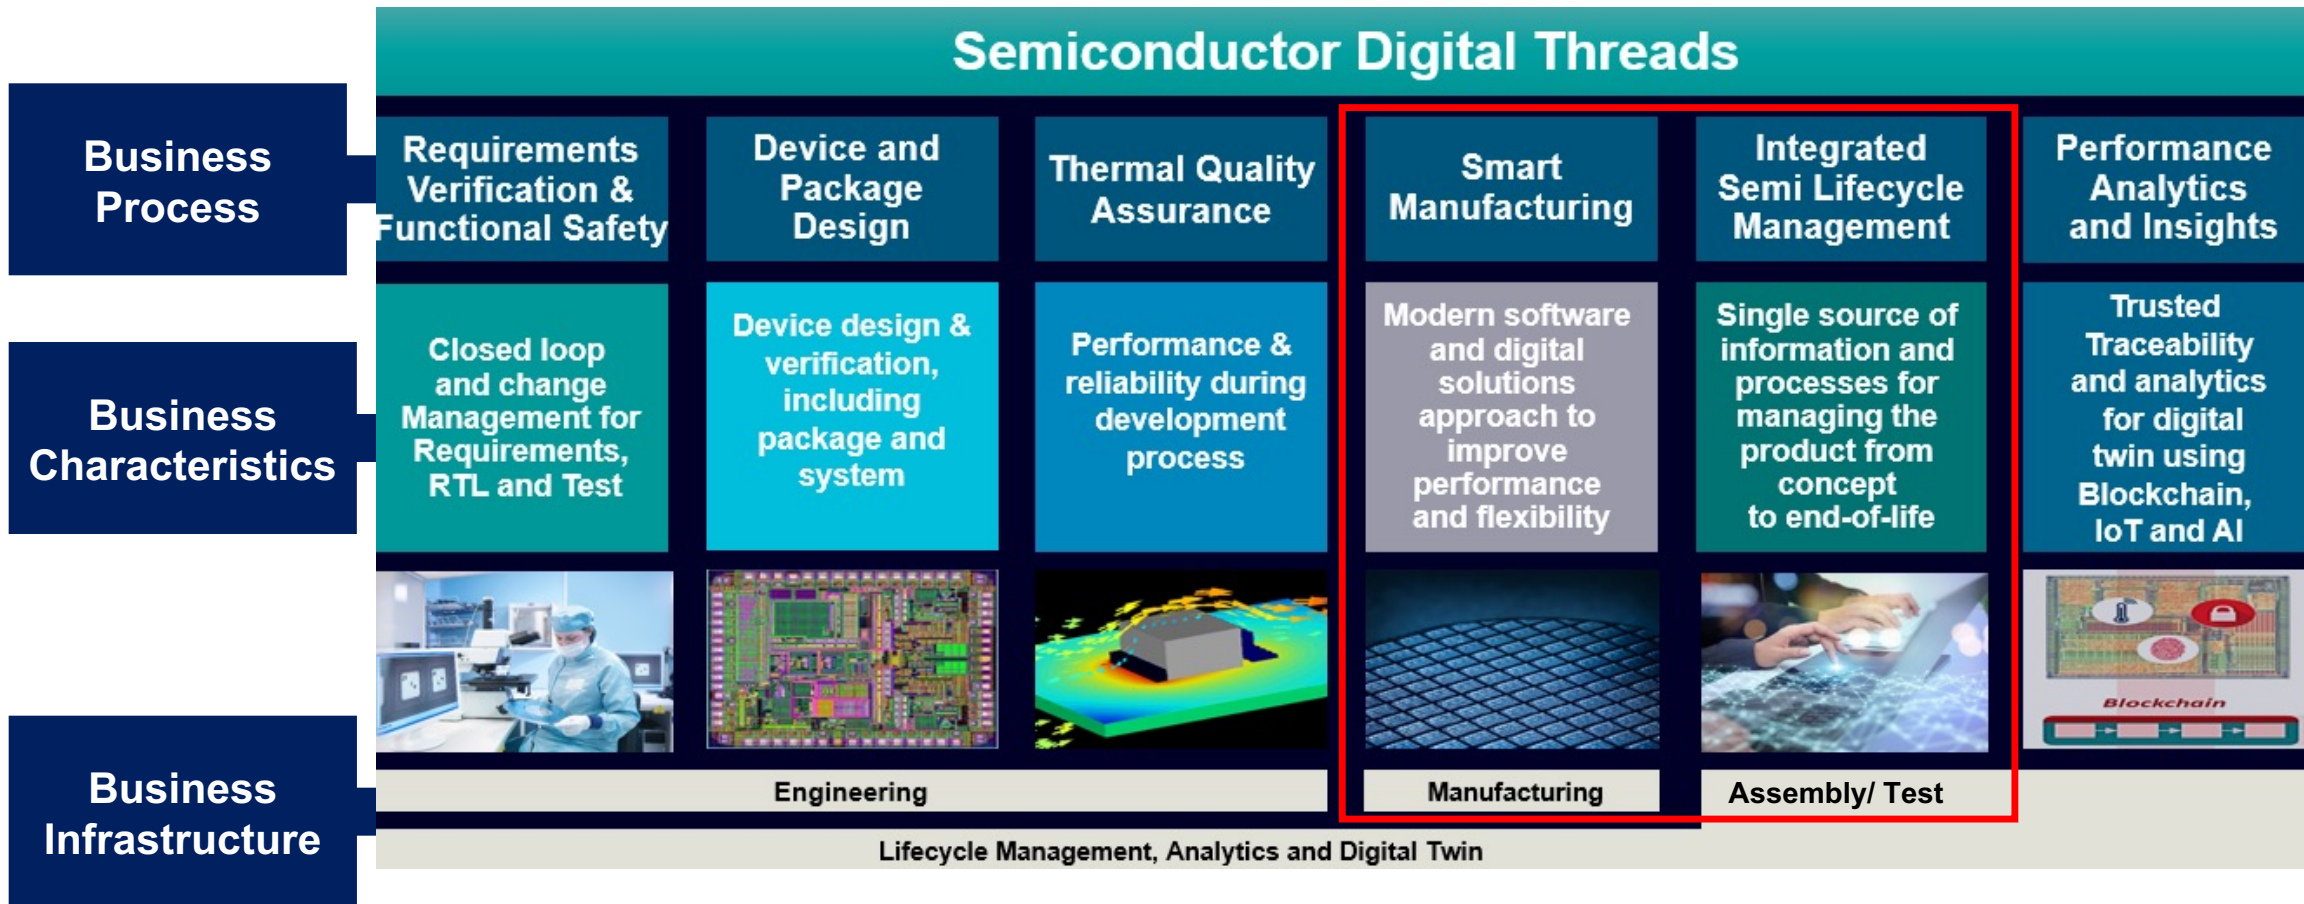 Semiconductor Digital Threads
Business
Process
Requirements
Verification &
Functional Safety
Device and
Package
Design
Thermal Quality
Assurance
Smart
Manufacturing
Integrated
Semi Lifecycle
Management
Performance
Analytics
and Insights
Business
Characteristics
Closed loop
and change
Management for
Requirements,
RTL and Test
Device design &
verification,
including
package and
system
Performance &
reliability during
development
process
Modern software
and digital
solutions
approach to
improve
performance
and flexibility
Single source of
information and
processes for
managing the
product from
concept
to end-of-life
Trusted
Traceability
and analytics
for digital
twin using
Blockchain,
IoT and AI
Blockchain
Business
Infrastructure
Engineering
Manufacturing
Assembly/ Test
Lifecycle Management, Analytics and Digital Twin